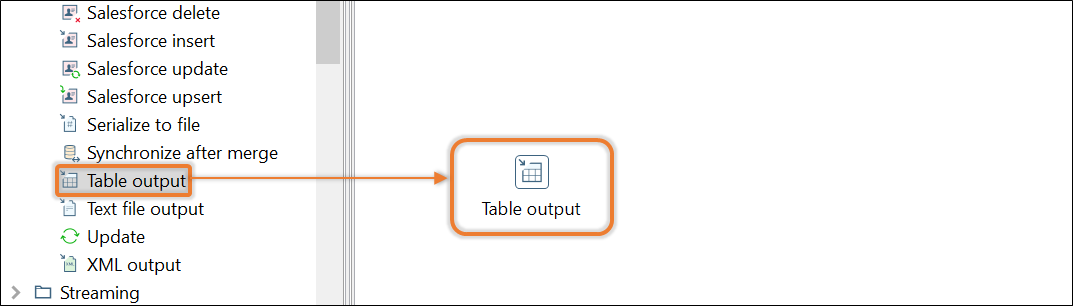 Salesforce delete
Salesforce insert
Salesforce update
Salesforce upsert
Serialize to file
Synchronize after merge
Table output
Table output
Text file output
Update
XML output
Streaming